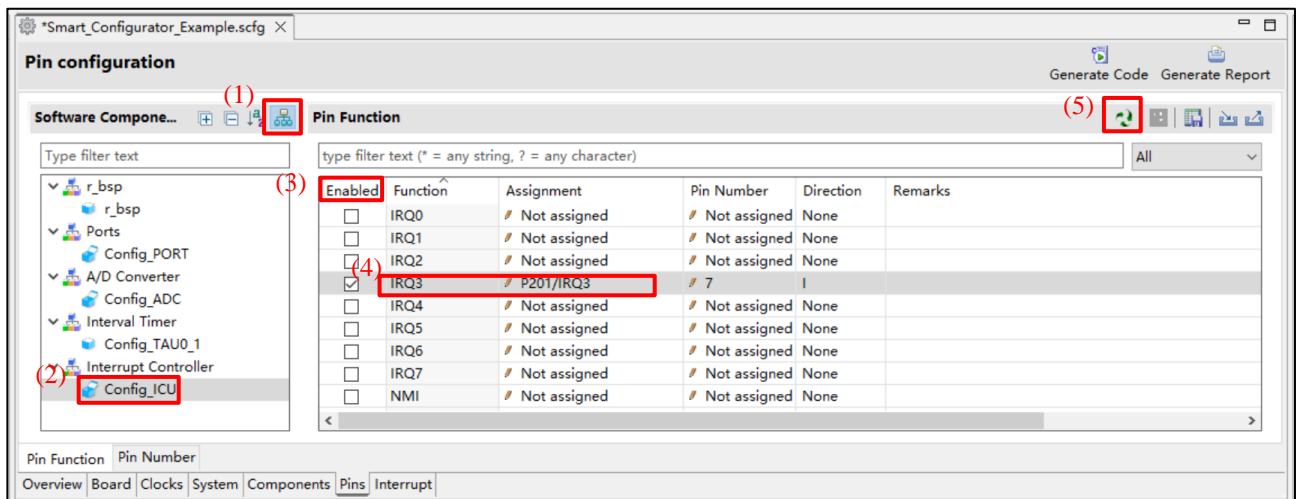 *Smart_Configurator_Example.scfg
Pin configuration
Generate Code Generate Report
(1)
(5)
Software Compone...
Pin Function
Type filter text
type filter text (* = any string, ? = any character)
All
(3)
Enabled Function Assignment Pin Number Direction Remarks
r_bsp
r_bsp
Ports
Config_PORT
A/D Converter
Config_ADC
Interval Timer
Config_TAU0_1
Interrupt Controller
(2)
Config_ICU
IRQ0 Not assigned Not assigned None
IRQ1 Not assigned Not assigned None
IRQ2 Not assigned Not assigned None
(4)
IRQ3 P201/IRQ3 7 I
IRQ4 Not assigned Not assigned None
IRQ5 Not assigned Not assigned None
IRQ6 Not assigned Not assigned None
IRQ7 Not assigned Not assigned None
NMI Not assigned Not assigned None
Pin Function Pin Number
Overview Board Clocks System Components Pins Interrupt